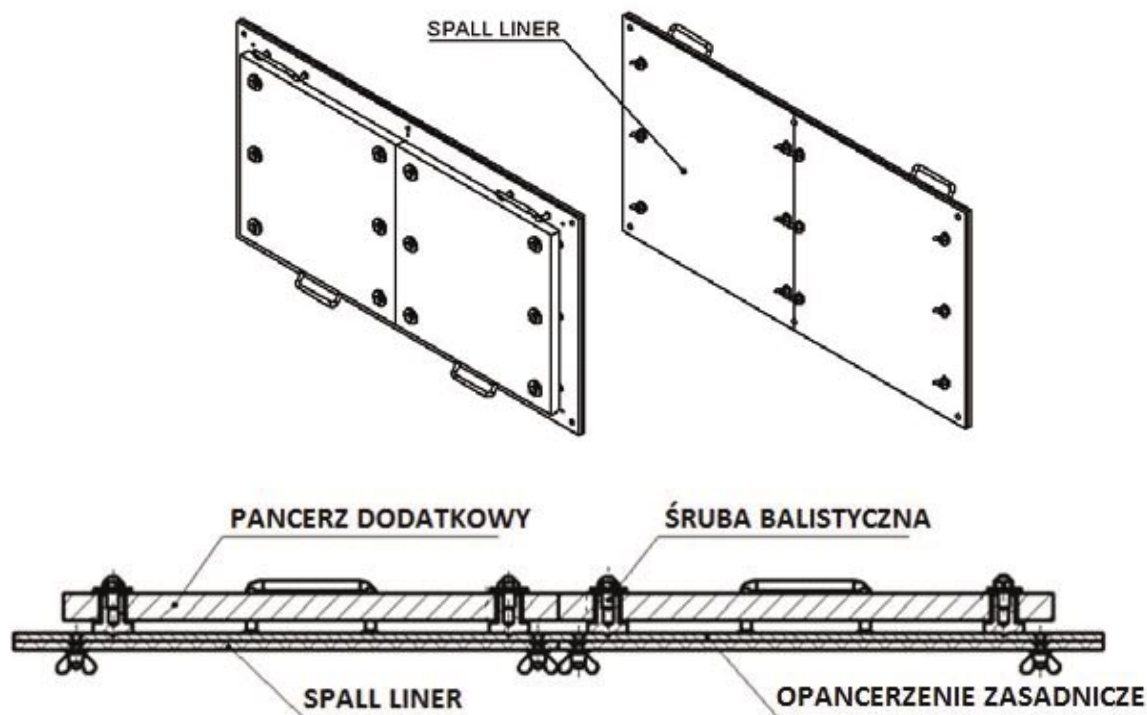 SPALL LINER
PANCERZ DODATKOWY
ŚRUBA BALISTYCZNA
SPALL LINER
OPANCERZENIE ZASADNICZE